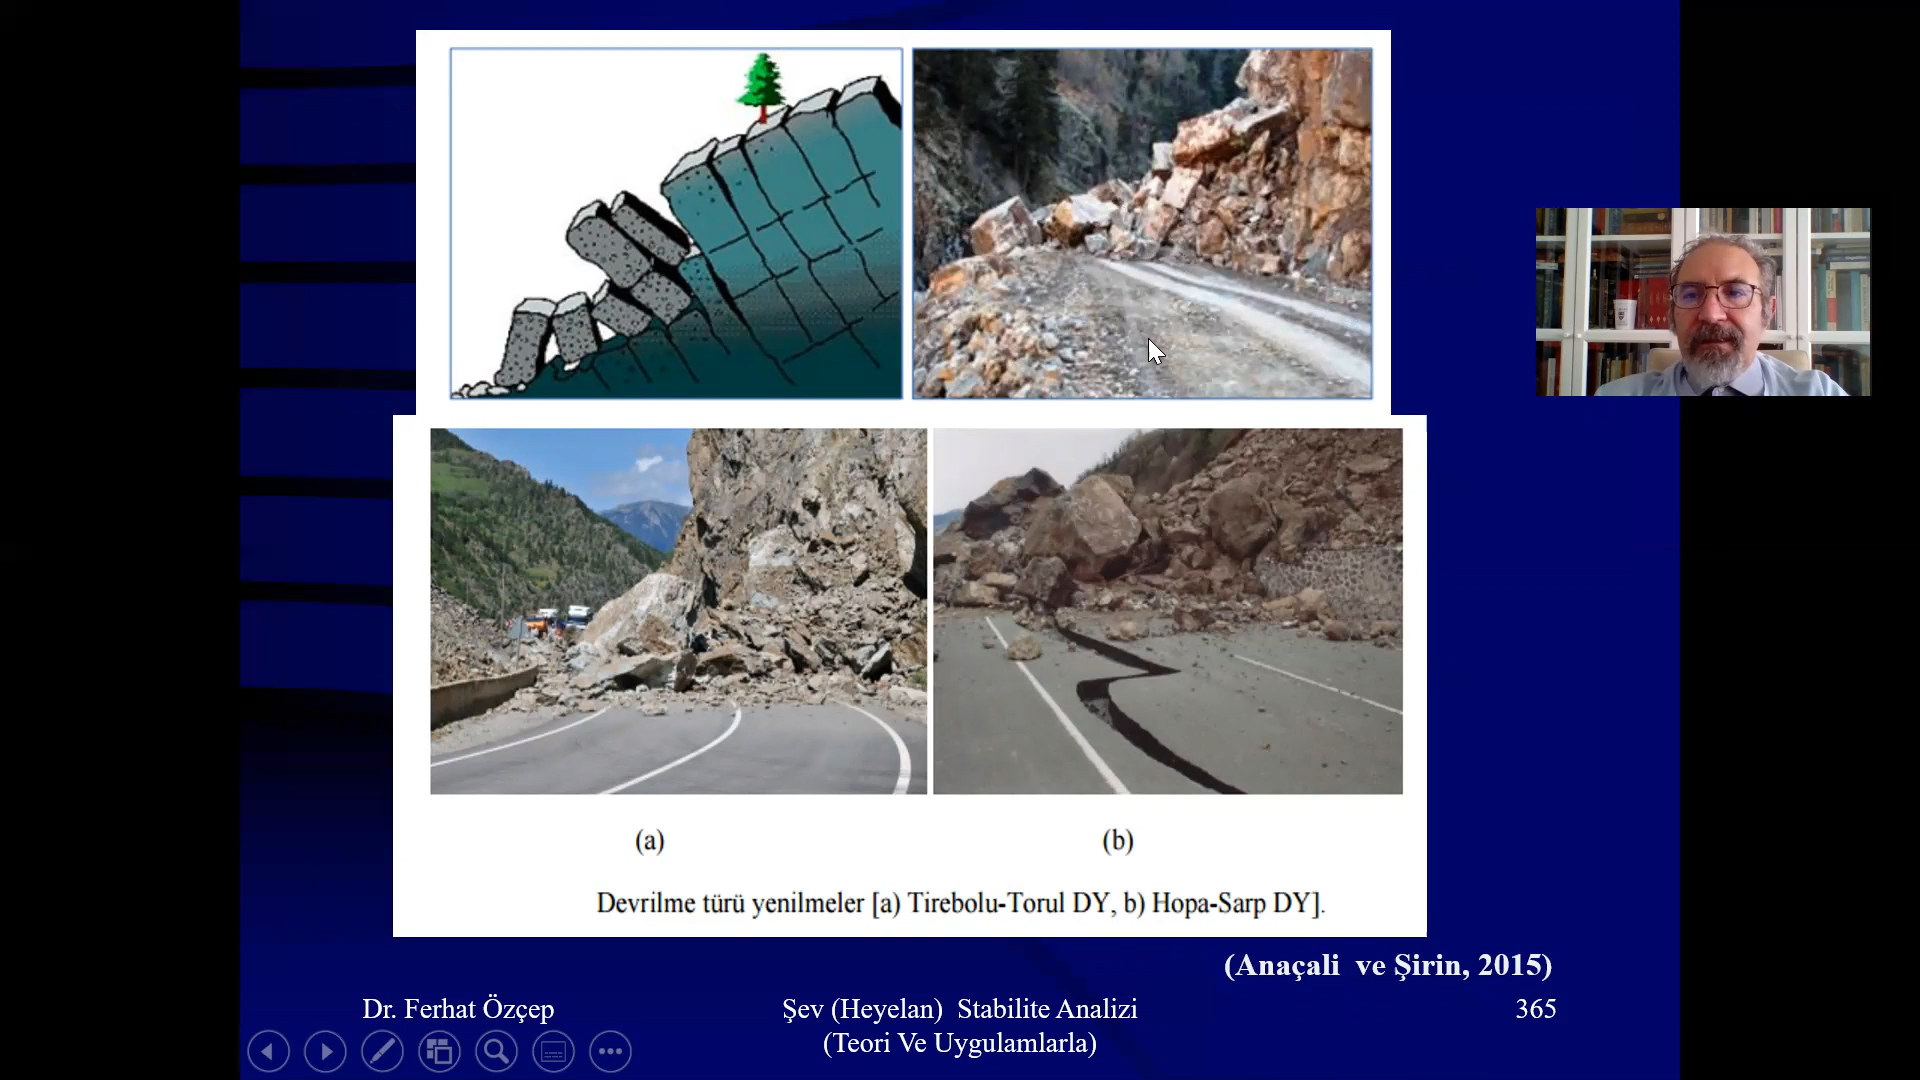 (a)
(b)
Devrilme türü yenilmeler [a) Tirebolu-Torul DY, b) Hopa-Sarp DY].
(Anaçali ve Şirin, 2015)
Dr. Ferhat Özçep
Şev (Heyelan) Stabilite Analizi
(Teori Ve Uygulamlarla)
365